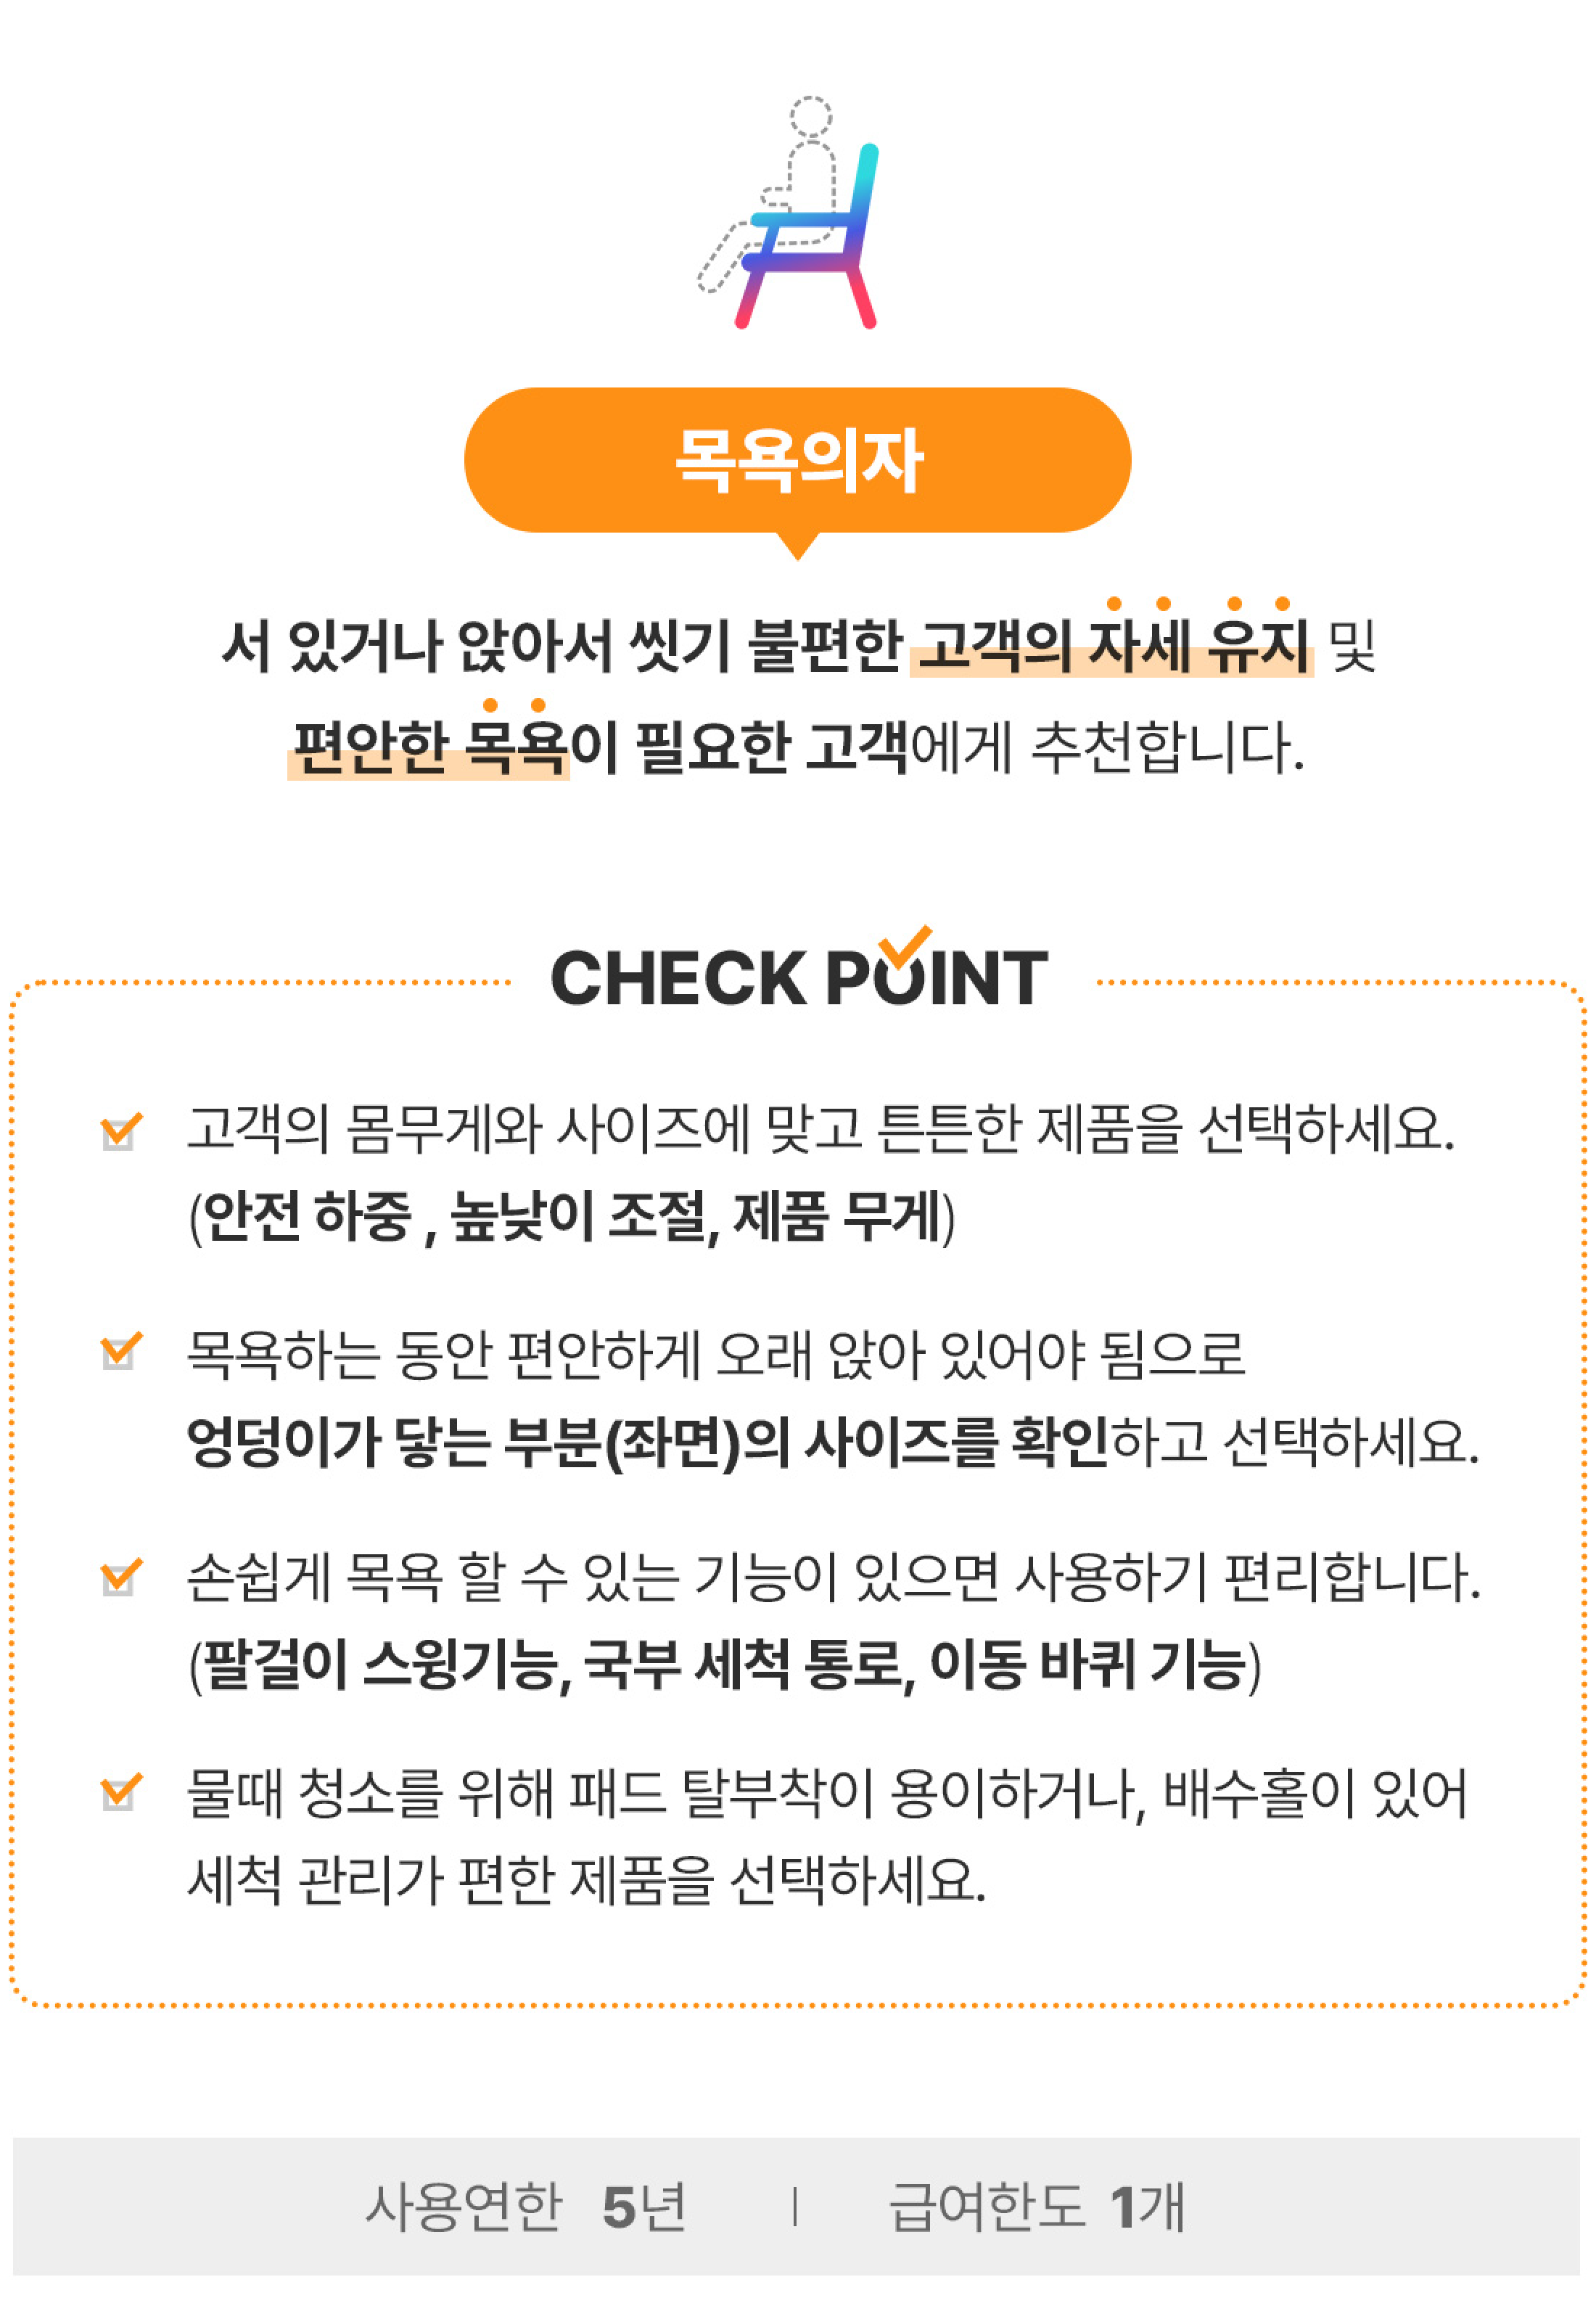 목욕의자
서 있거나 앉아서 씻기 불편한 고객의 자세 유지 및
편안한 목욕이 필요한 고객에게 추천합니다.
CHECK POINT
고객의 몸무게와 사이즈에 맞고 튼튼한 제품을 선택하세요.
(안전 하중 , 높낮이 조절, 제품 무게)
목욕하는 동안 편안하게 오래 앉아 있어야 됨으로
엉덩이가 닿는 부분(좌면)의 사이즈를 확인하고 선택하세요.
손쉽게 목욕 할 수 있는 기능이 있으면 사용하기 편리합니다.
(팔걸이 스윙기능, 국부 세척 통로, 이동 바퀴 기능)
물때 청소를 위해 패드 탈부착이 용이하거나, 배수홀이 있어
세척 관리가 편한 제품을 선택하세요.
사용연한 5년 | 급여한도 1개